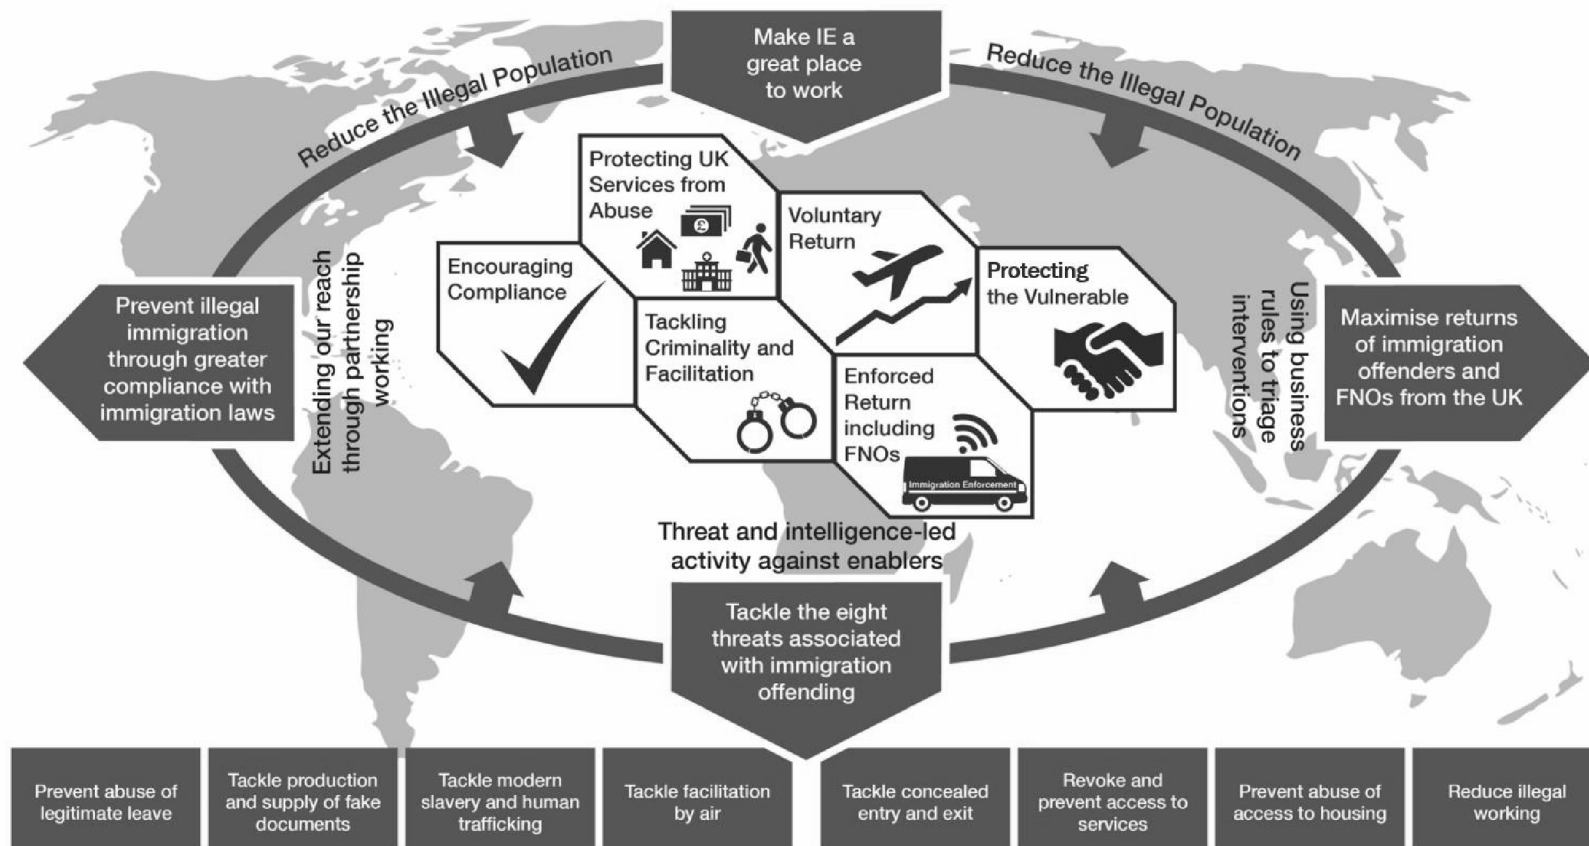 Make IE a
great place
to work
Reduce the Illegal Population
Reduce the Illegal Population
Protecting UK
Services from
Abuse
£
Voluntary
Return
Encouraging
Compliance
Protecting
the Vulnerable
Tackling
Criminality and
Facilitation
Enforced
Return
including
FNOs
Immigration Enforcement
Prevent illegal
immigration
through greater
compliance with
immigration laws
Extending our reach
through partnership
working
Using business
rules to triage
interventions
Maximise returns
of immigration
offenders and
FNOs from the UK
Threat and intelligence-led
activity against enablers
Tackle the eight
threats associated
with immigration
offending
Prevent abuse of
legitimate leave
Tackle production
and supply of fake
documents
Tackle modern
slavery and human
trafficking
Tackle facilitation
by air
Tackle concealed
entry and exit
Revoke and
prevent access to
services
Prevent abuse of
access to housing
Reduce illegal
working